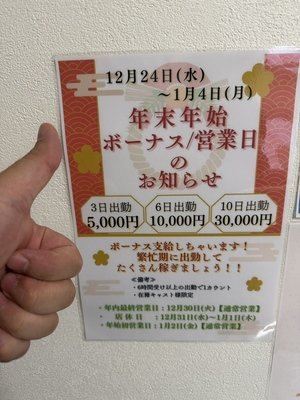 12月24日(水)
～1月4日(月)
年末年始
ボーナス/営業日
の
お知らせ
3日出勤 6日出勤 10日出勤
5,000円 10,000円 30,000円
ボーナス支給しちゃいます！
繁忙期に出勤して
たくさん稼ぎましょう！！
≪備考≫
・6時間受け以上の出勤で1カウント
・在籍キャスト様限定
・年内最終営業日：12月30日(火)【通常営業】
・店休日：12月31日(水)～1月1日(木)
・年始初営業日：1月2日(金)【通常営業】